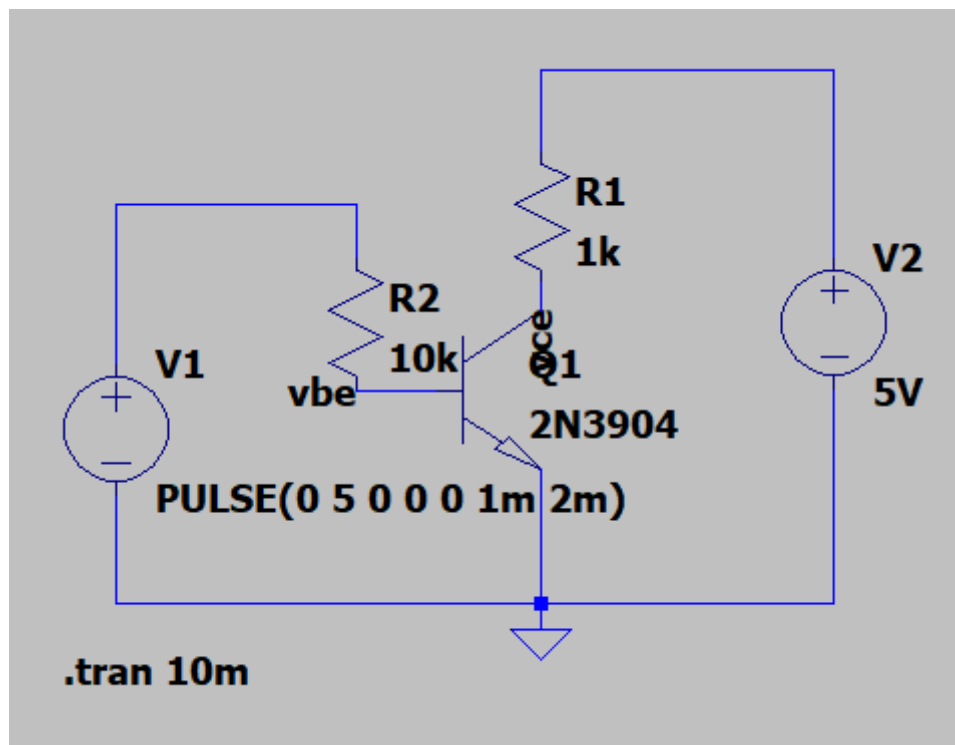 R1
1k
V2
5V
R2
10k
V1
vbe
vce
Q1
2N3904
PULSE(0 5 0 0 0 1m 2m)
.tran 10m